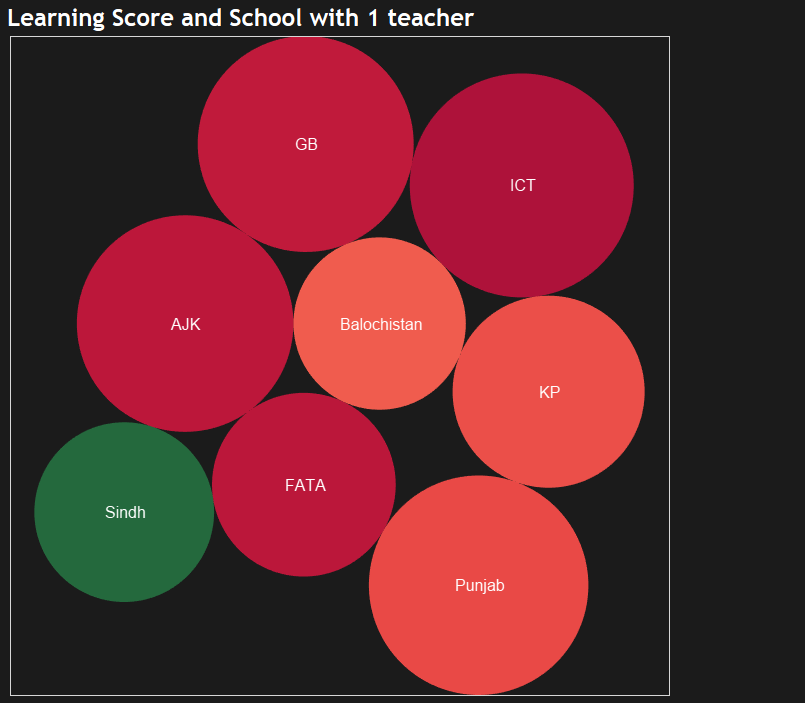 Learning Score and School with 1 teacher
GB
ICT
AJK
Balochistan
KP
FATA
Sindh
Punjab